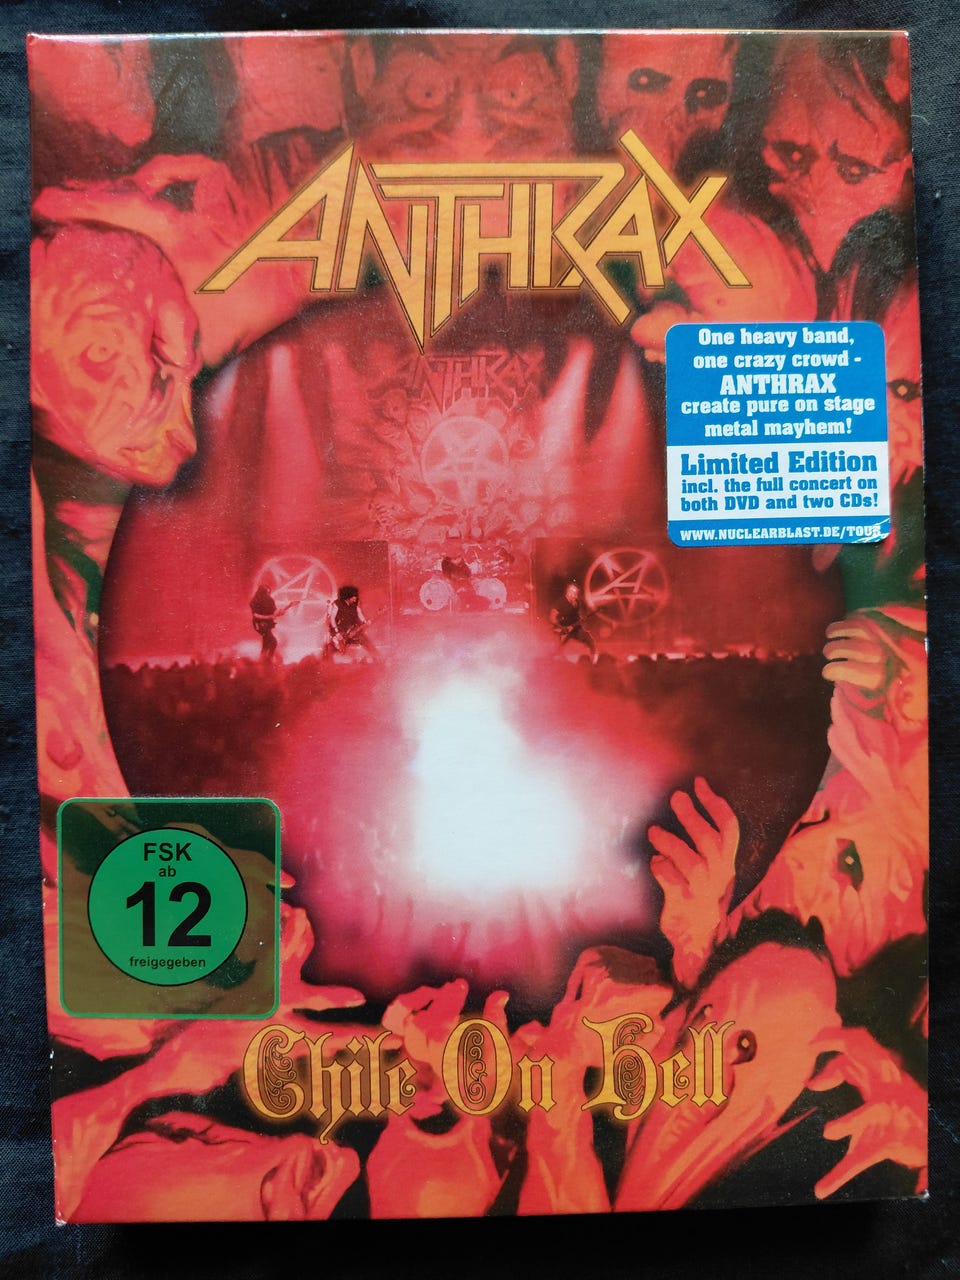 ANTHRAX
ANTHRAX
One heavy band,
one crazy crowd -
ANTHRAX
create pure on stage
metal mayhem!
Limited Edition
incl. the full concert on
both DVD and two CDs!
WWW.NUCLEARBLAST.DE/TOUR
A
A
FSK
ab
12
freigegeben
Chile On Hell